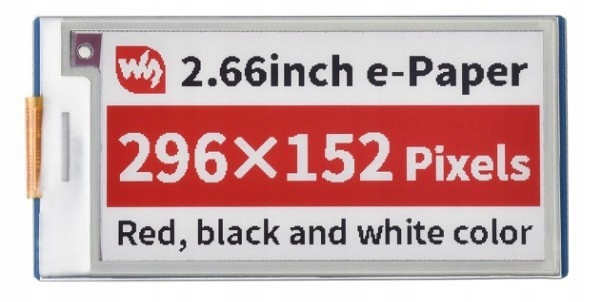 2.66inch e-Paper
296×152 Pixels
Red, black and white color